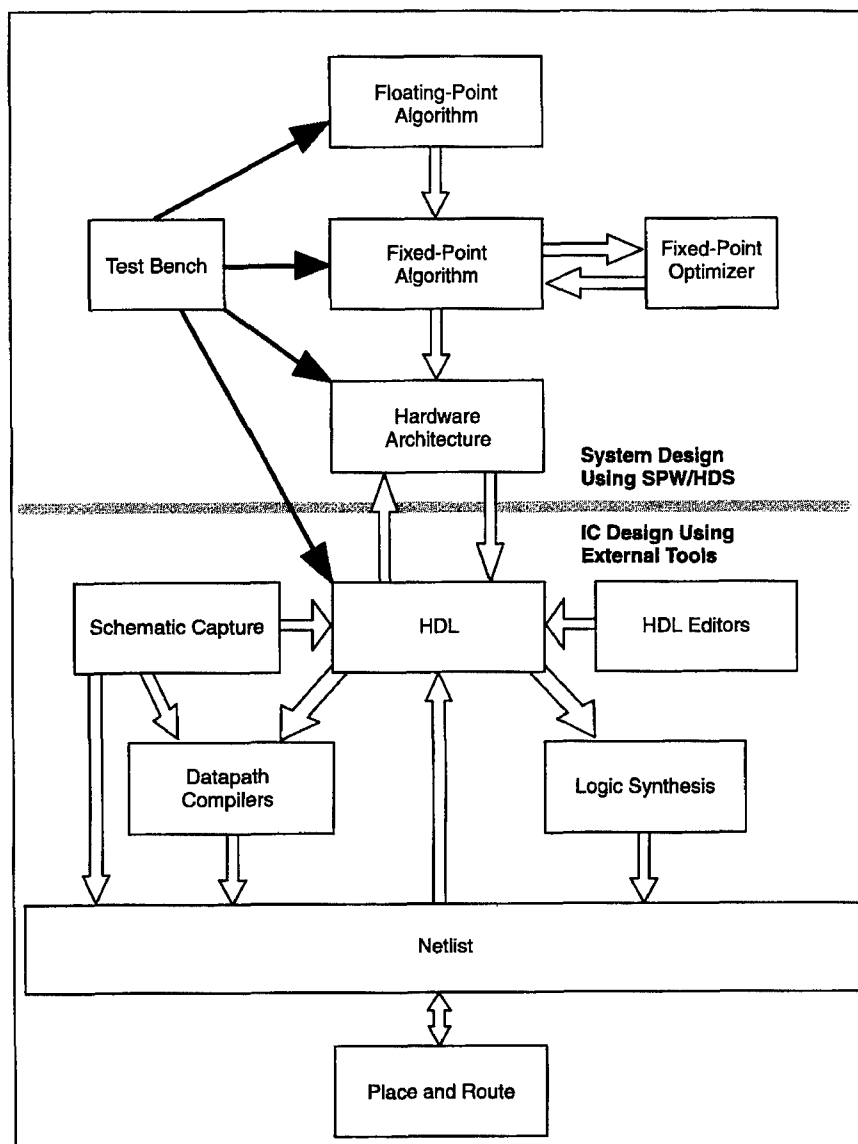 Floating-Point
Algorithm
Test Bench
Fixed-Point
Algorithm
Fixed-Point
Optimizer
Hardware
Architecture
System Design
Using SPW/HDS
IC Design Using
External Tools
Schematic Capture
HDL
HDL Editors
Datapath
Compilers
Logic Synthesis
Netlist
Place and Route